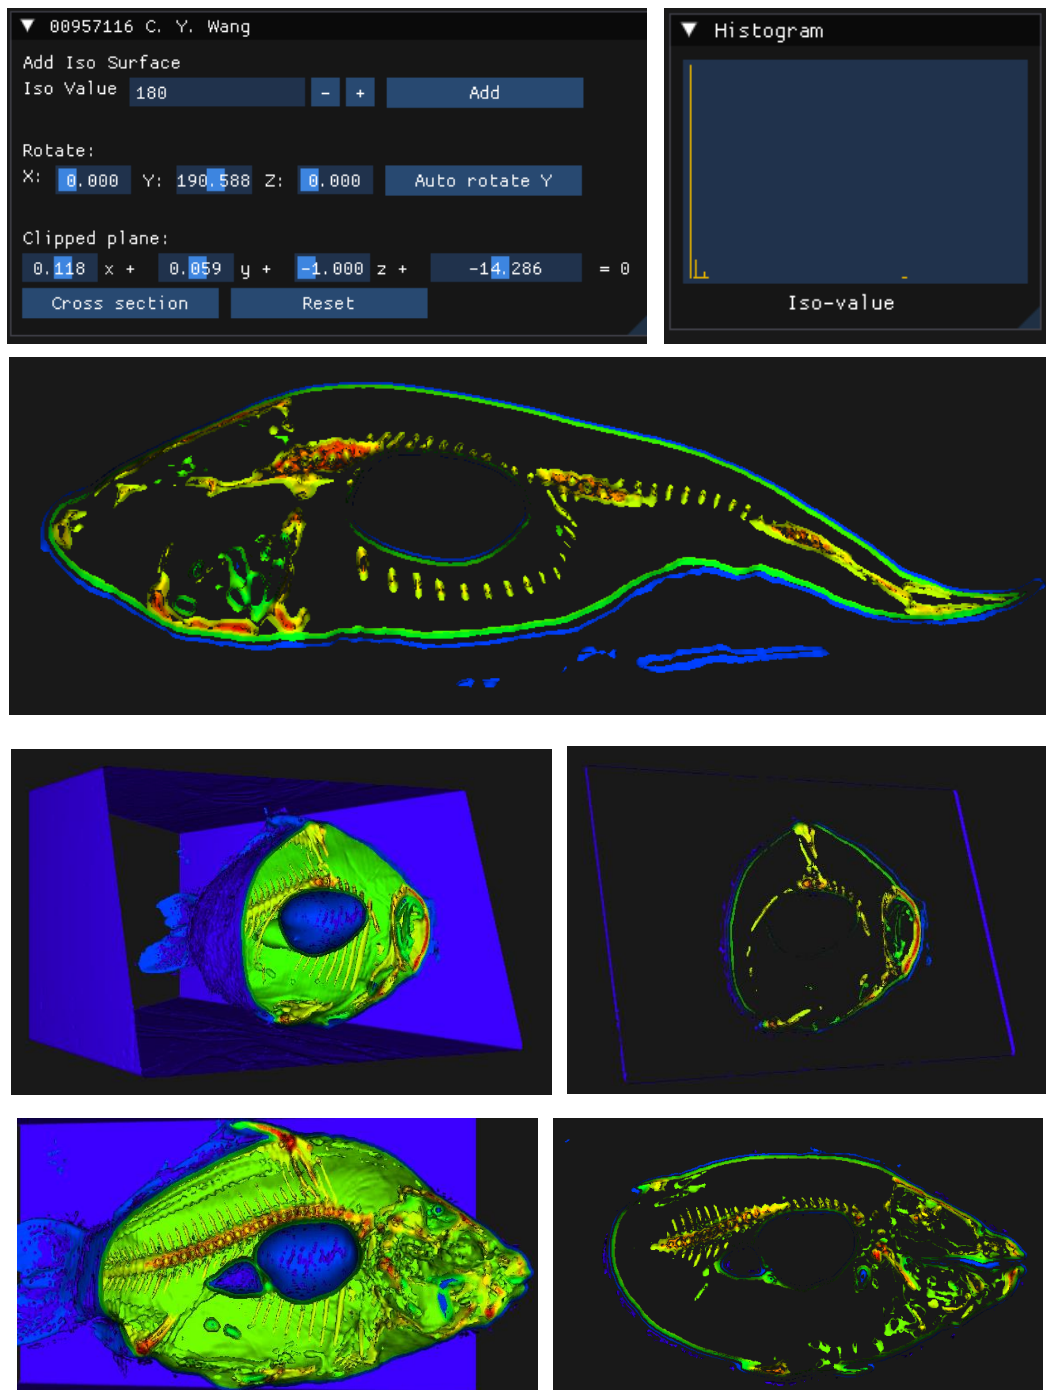 00957116 C. Y. Wang
Add Iso Surface
Iso Value 180 - + Add
Rotate:
X: 0.000 Y: 190.588 Z: 0.000 Auto rotate Y
Clipped plane:
0.118 x + 0.059 y + -1.000 z + -14.286 = 0
Cross section Reset
Histogram
Iso-value